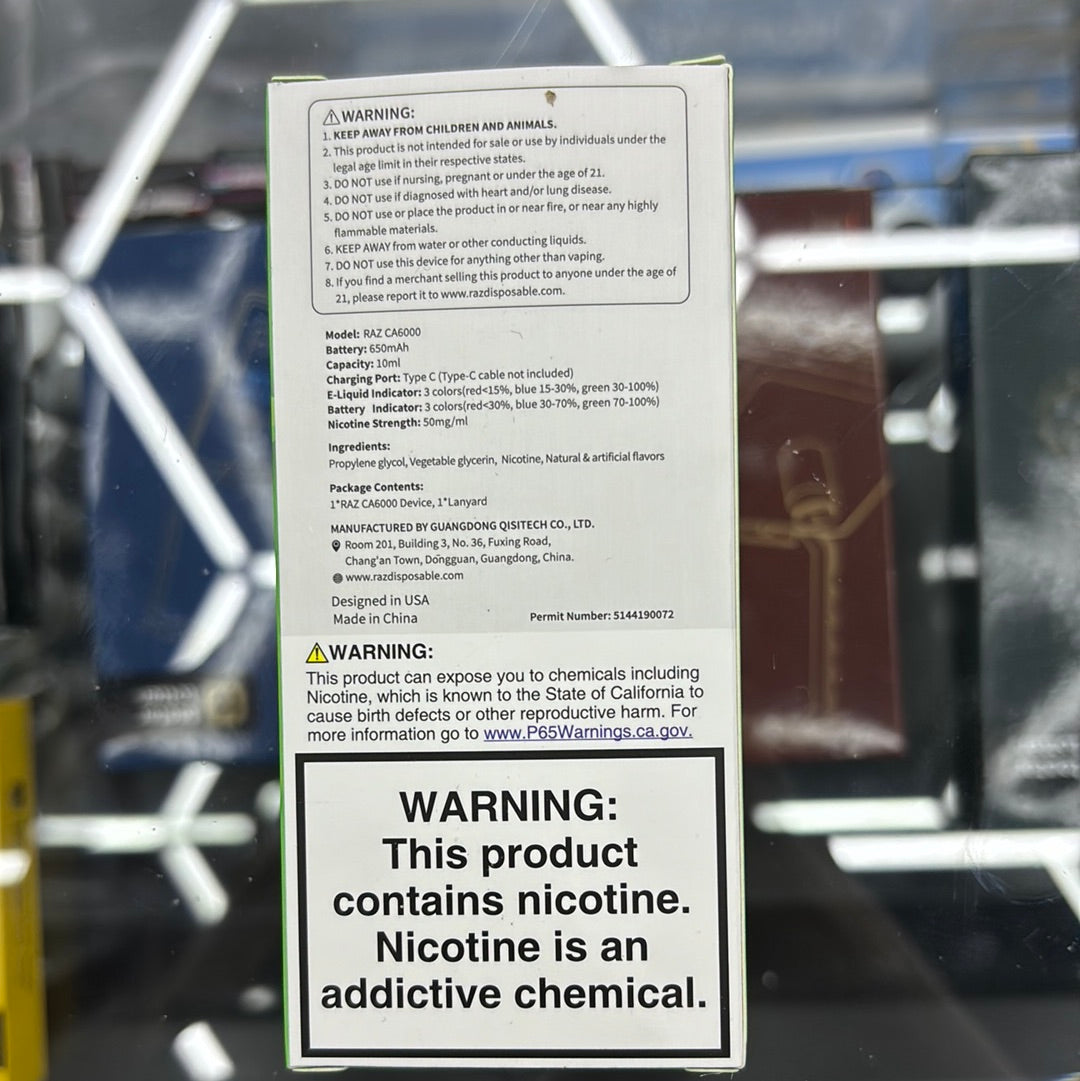 ⚠WARNING:
1. KEEP AWAY FROM CHILDREN AND ANIMALS.
2. This product is not intended for sale or use by individuals under the
legal age limit in their respective states.
3. DO NOT use if nursing, pregnant or under the age of 21.
4. DO NOT use if diagnosed with heart and/or lung disease.
5. DO NOT use or place the product in or near fire, or near any highly
flammable materials.
6. KEEP AWAY from water or other conducting liquids.
7. DO NOT use this device for anything other than vaping.
8. If you find a merchant selling this product to anyone under the age of
21, please report it to www.razdisposable.com.
Model: RAZ CA6000
Battery: 650mAh
Capacity: 10ml
Charging Port: Type C (Type-C cable not included)
E-Liquid Indicator: 3 colors(red<15%, blue 15-30%, green 30-100%)
Battery Indicator: 3 colors(red<30%, blue 30-70%, green 70-100%)
Nicotine Strength: 50mg/ml
Ingredients:
Propylene glycol, Vegetable glycerin, Nicotine, Natural & artificial flavors
Package Contents:
1*RAZ CA6000 Device, 1*Lanyard
MANUFACTURED BY GUANGDONG QISITECH CO., LTD.
Room 201, Building 3, No. 36, Fuxing Road,
Chang'an Town, Dongguan, Guangdong, China.
www.razdisposable.com
Designed in USA
Made in China
Permit Number: 5144190072
⚠WARNING:
This product can expose you to chemicals including
Nicotine, which is known to the State of California to
cause birth defects or other reproductive harm. For
more information go to www.P65Warnings.ca.gov.
WARNING:
This product
contains nicotine.
Nicotine is an
addictive chemical.